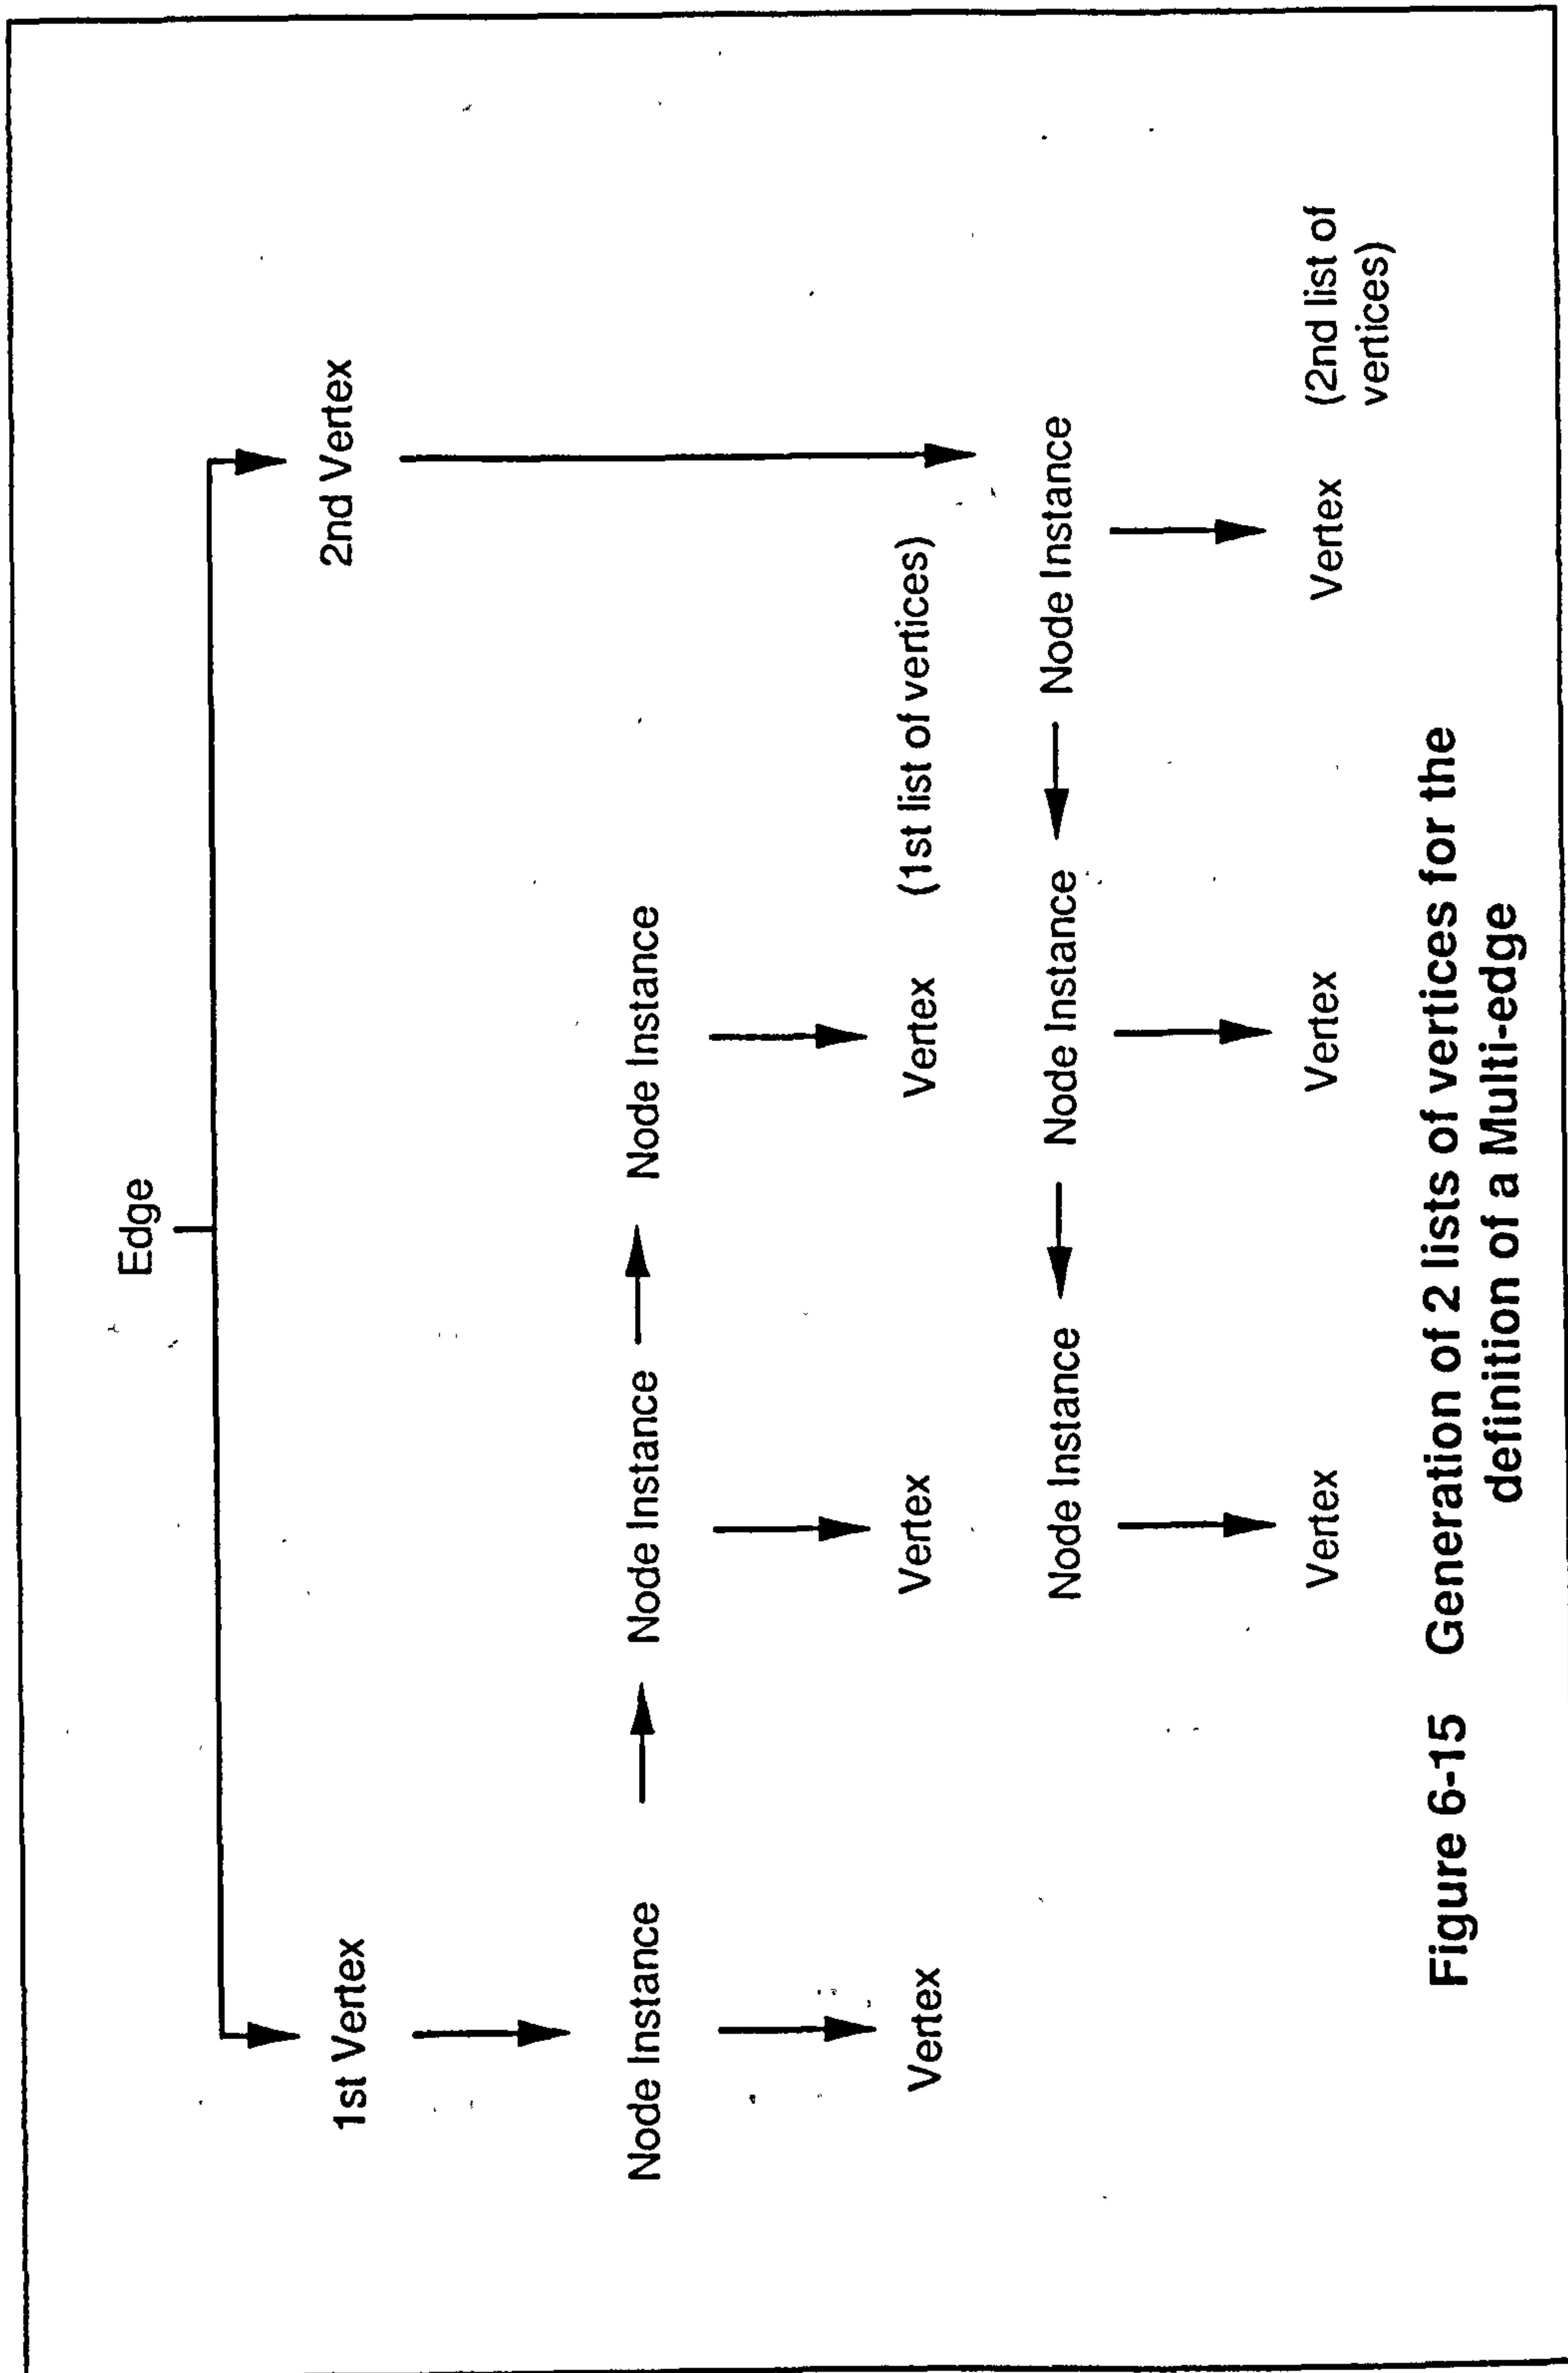 Edge
1st Vertex 2nd Vertex
Node Instance Node Instance Node Instance
Vertex Vertex Vertex (1st list of vertices)
Node Instance Node Instance Node Instance
Vertex Vertex Vertex (2nd list of
vertices)
Figure 6-15 Generation of 2 lists of vertices for the
definition of a Multi-edge